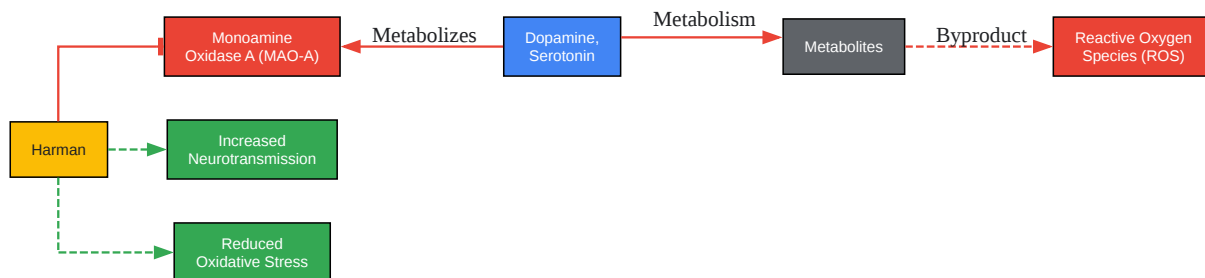 Monoamine
Oxidase A (MAO-A)
Metabolizes
Dopamine,
Serotonin
Metabolism
Metabolites
Byproduct
Reactive Oxygen
Species (ROS)
Harman
Increased
Neurotransmission
Reduced
Oxidative Stress